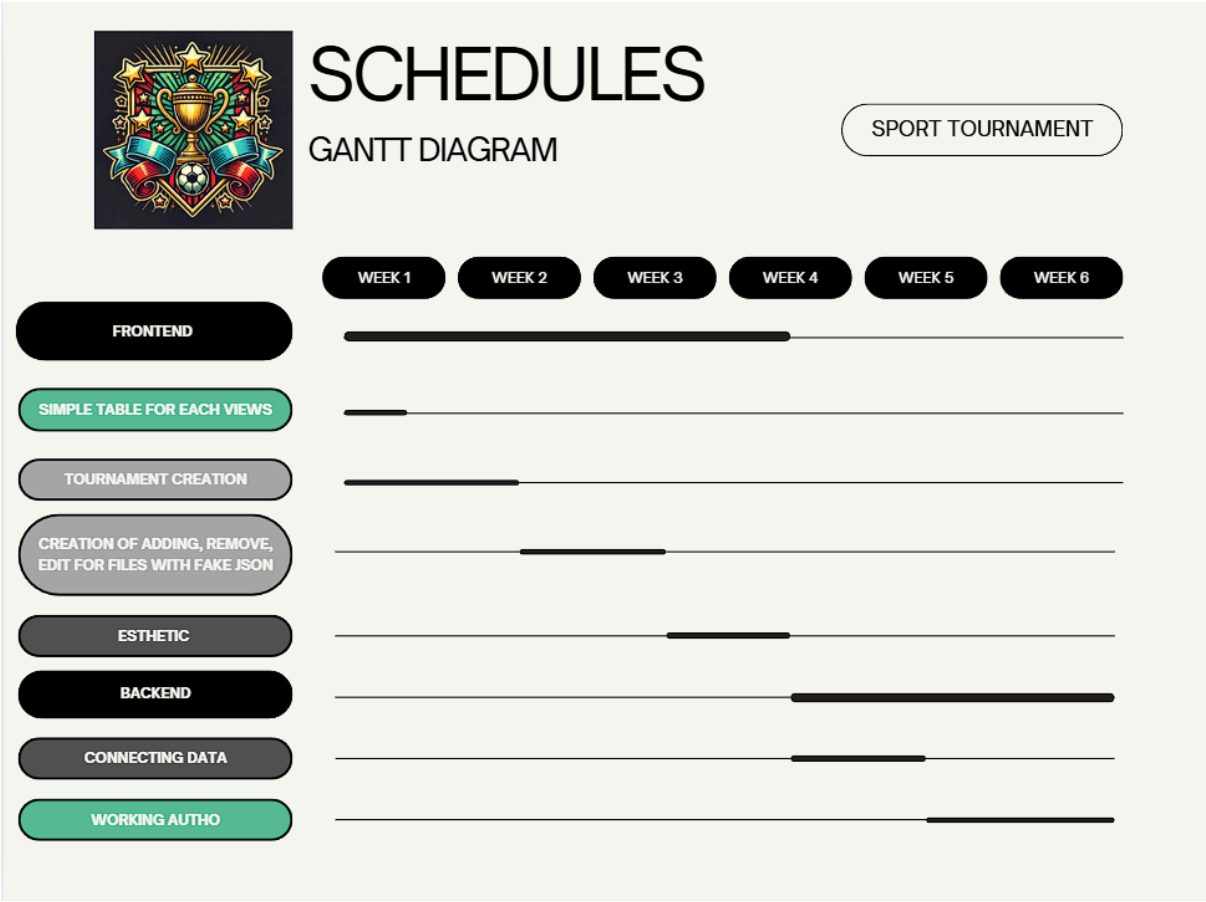 SCHEDULES
GANTT DIAGRAM
SPORT TOURNAMENT
WEEK 1
WEEK 2
WEEK 3
WEEK 4
WEEK 5
WEEK 6
FRONTEND
SIMPLE TABLE FOR EACH VIEWS
TOURNAMENT CREATION
CREATION OF ADDING, REMOVE,
EDIT FOR FILES WITH FAKE JSON
ESTHETIC
BACKEND
CONNECTING DATA
WORKING AUTHO